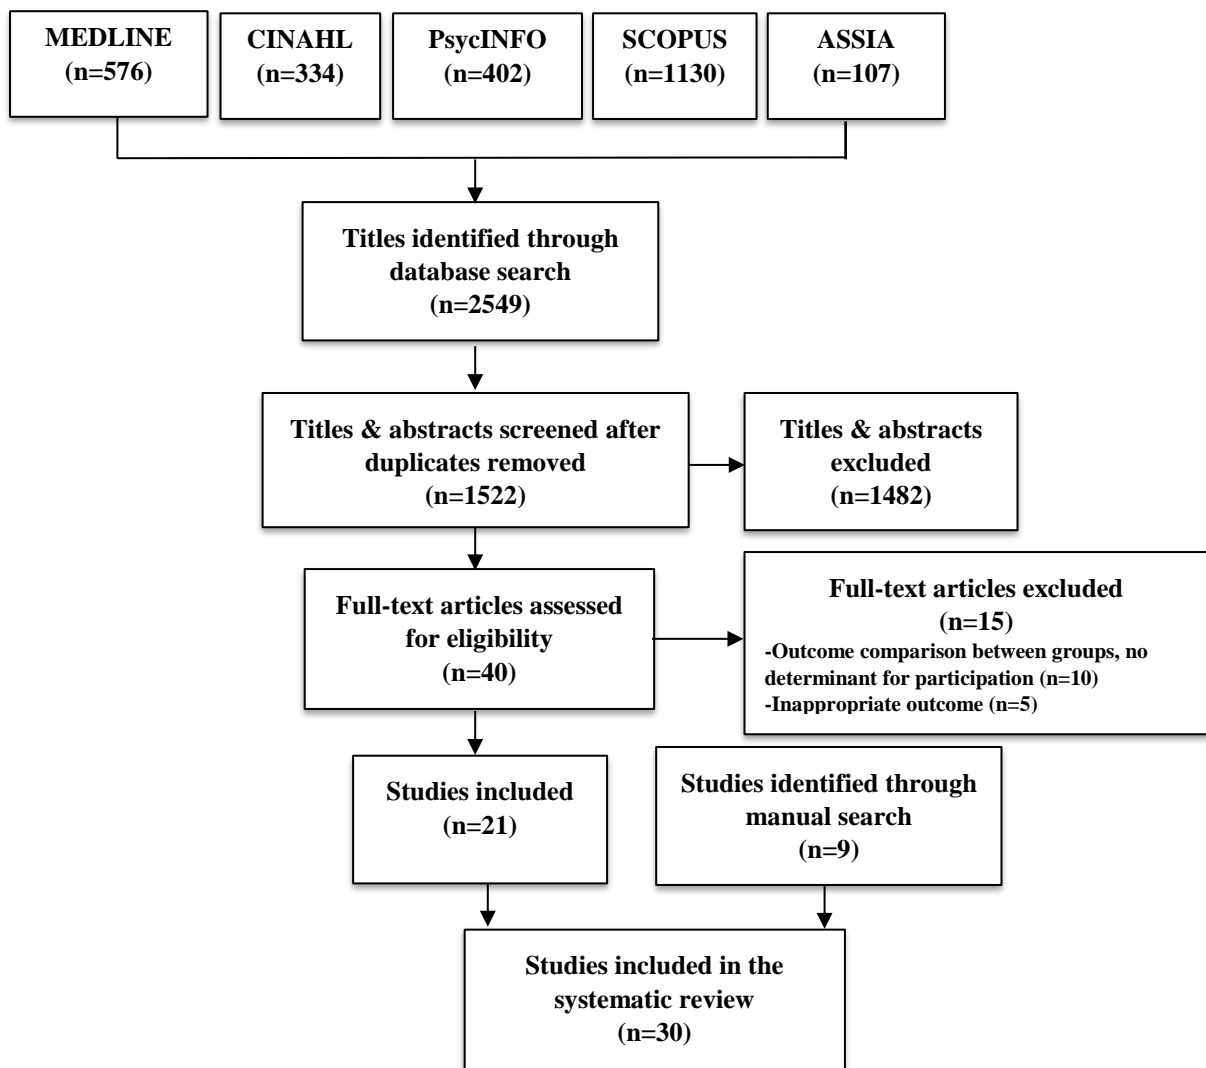 MEDLINE
(n=576)
CINAHL
(n=334)
PsycINFO
(n=402)
SCOPUS
(n=1130)
ASSIA
(n=107)
Titles identified through
database search
(n=2549)
Titles & abstracts screened after
duplicates removed
(n=1522)
Titles & abstracts
excluded
(n=1482)
Full-text articles assessed
for eligibility
(n=40)
Full-text articles excluded
(n=15)
-Outcome comparison between groups, no
determinant for participation (n=10)
-Inappropriate outcome (n=5)
Studies included
(n=21)
Studies identified through
manual search
(n=9)
Studies included in the
systematic review
(n=30)